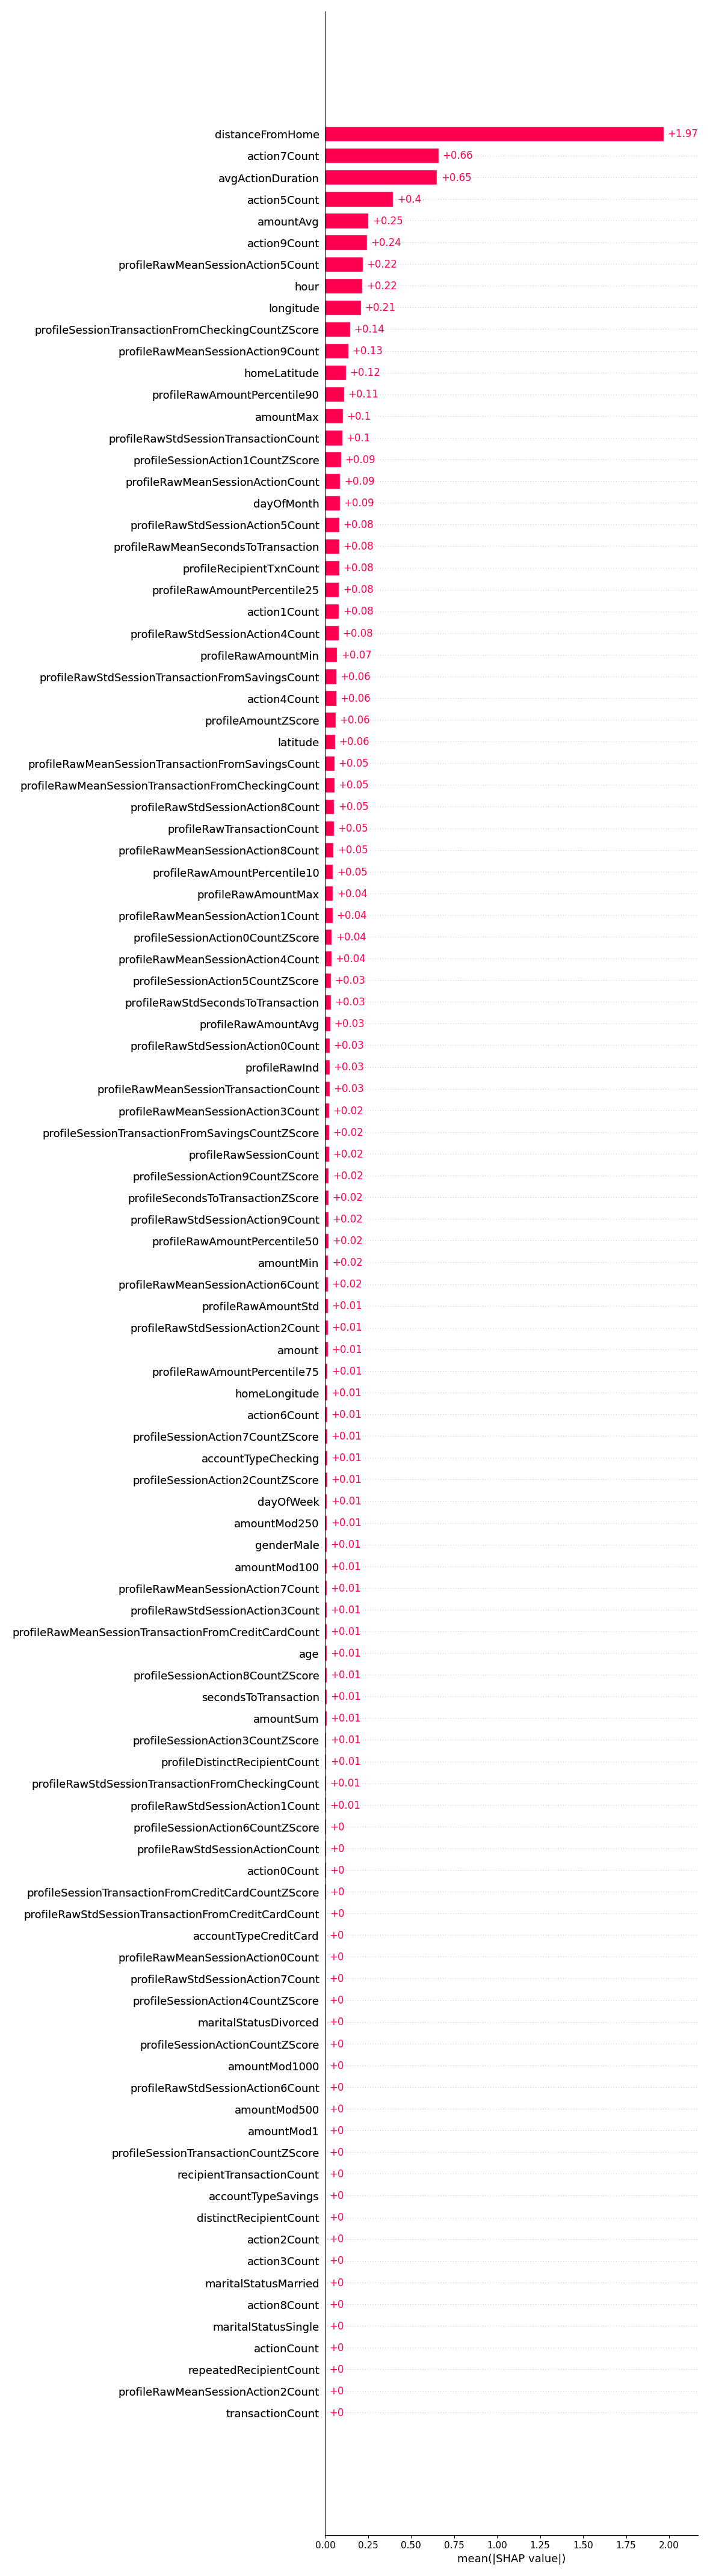 distanceFromHome +1.97
action7Count +0.66
avgActionDuration +0.65
action5Count +0.4
amountAvg +0.25
action9Count +0.24
profileRawMeanSessionAction5Count +0.22
hour +0.22
longitude +0.21
profileSessionTransactionFromCheckingCountZScore +0.14
profileRawMeanSessionAction9Count +0.13
homeLatitude +0.12
profileRawAmountPercentile90 +0.11
amountMax +0.1
profileRawStdSessionTransactionCount +0.1
profileSessionAction1CountZScore +0.09
profileRawMeanSessionActionCount +0.09
dayOfMonth +0.09
profileRawStdSessionAction5Count +0.08
profileRawMeanSecondsToTransaction +0.08
profileRecipientTxnCount +0.08
profileRawAmountPercentile25 +0.08
action1Count +0.08
profileRawStdSessionAction4Count +0.08
profileRawAmountMin +0.07
profileRawStdSessionTransactionFromSavingsCount +0.06
action4Count +0.06
profileAmountZScore +0.06
latitude +0.06
profileRawMeanSessionTransactionFromSavingsCount +0.05
profileRawMeanSessionTransactionFromCheckingCount +0.05
profileRawStdSessionAction8Count +0.05
profileRawTransactionCount +0.05
profileRawMeanSessionAction8Count +0.05
profileRawAmountPercentile10 +0.05
profileRawAmountMax +0.04
profileRawMeanSessionAction1Count +0.04
profileSessionAction0CountZScore +0.04
profileRawMeanSessionAction4Count +0.04
profileSessionAction5CountZScore +0.03
profileRawStdSecondsToTransaction +0.03
profileRawAmountAvg +0.03
profileRawStdSessionAction0Count +0.03
profileRawInd +0.03
profileRawMeanSessionTransactionCount +0.03
profileRawMeanSessionAction3Count +0.02
profileSessionTransactionFromSavingsCountZScore +0.02
profileRawSessionCount +0.02
profileSessionAction9CountZScore +0.02
profileSecondsToTransactionZScore +0.02
profileRawStdSessionAction9Count +0.02
profileRawAmountPercentile50 +0.02
amountMin +0.02
profileRawMeanSessionAction6Count +0.02
profileRawAmountStd +0.01
profileRawStdSessionAction2Count +0.01
amount +0.01
profileRawAmountPercentile75 +0.01
homeLongitude +0.01
action6Count +0.01
profileSessionAction7CountZScore +0.01
accountTypeChecking +0.01
profileSessionAction2CountZScore +0.01
dayOfWeek +0.01
amountMod250 +0.01
genderMale +0.01
amountMod100 +0.01
profileRawMeanSessionAction7Count +0.01
profileRawStdSessionAction3Count +0.01
profileRawMeanSessionTransactionFromCreditCardCount +0.01
age +0.01
profileSessionAction8CountZScore +0.01
secondsToTransaction +0.01
amountSum +0.01
profileSessionAction3CountZScore +0.01
profileDistinctRecipientCount +0.01
profileRawStdSessionTransactionFromCheckingCount +0.01
profileRawStdSessionAction1Count +0.01
profileSessionAction6CountZScore +0
profileRawStdSessionActionCount +0
action0Count +0
profileSessionTransactionFromCreditCardCountZScore +0
profileRawStdSessionTransactionFromCreditCardCount +0
accountTypeCreditCard +0
profileRawMeanSessionAction0Count +0
profileRawStdSessionAction7Count +0
profileSessionAction4CountZScore +0
maritalStatusDivorced +0
profileSessionActionCountZScore +0
amountMod1000 +0
profileRawStdSessionAction6Count +0
amountMod500 +0
amountMod1 +0
profileSessionTransactionCountZScore +0
recipientTransactionCount +0
accountTypeSavings +0
distinctRecipientCount +0
action2Count +0
action3Count +0
maritalStatusMarried +0
action8Count +0
maritalStatusSingle +0
actionCount +0
repeatedRecipientCount +0
profileRawMeanSessionAction2Count +0
transactionCount +0
0.00 0.25 0.50 0.75 1.00 1.25 1.50 1.75 2.00
mean(|SHAP value|)